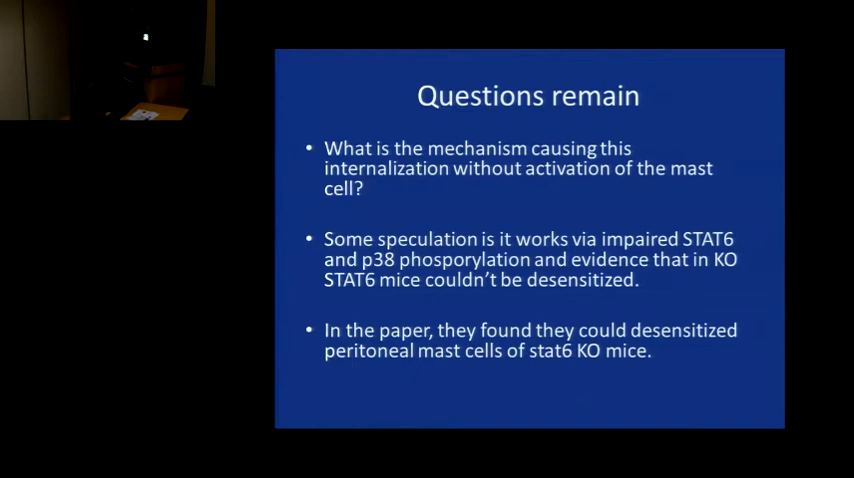 Questions remain
• What is the mechanism causing this
internalization without activation of the mast
cell?
• Some speculation is it works via impaired STAT6
and p38 phosporylation and evidence that in KO
STAT6 mice couldn’t be desensitized.
• In the paper, they found they could desensitized
peritoneal mast cells of stat6 KO mice.